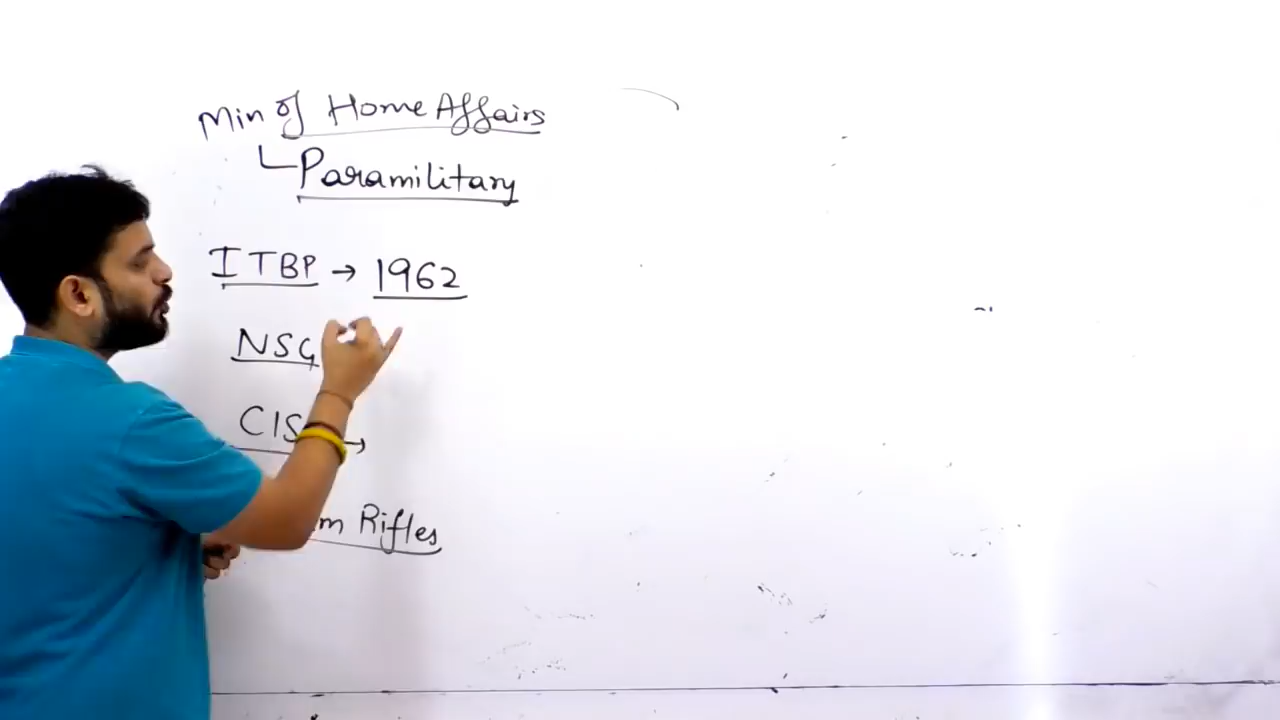 Min of Home Affairs
Paramilitary
ITBP → 1962
NSG
CIS →
Rifles